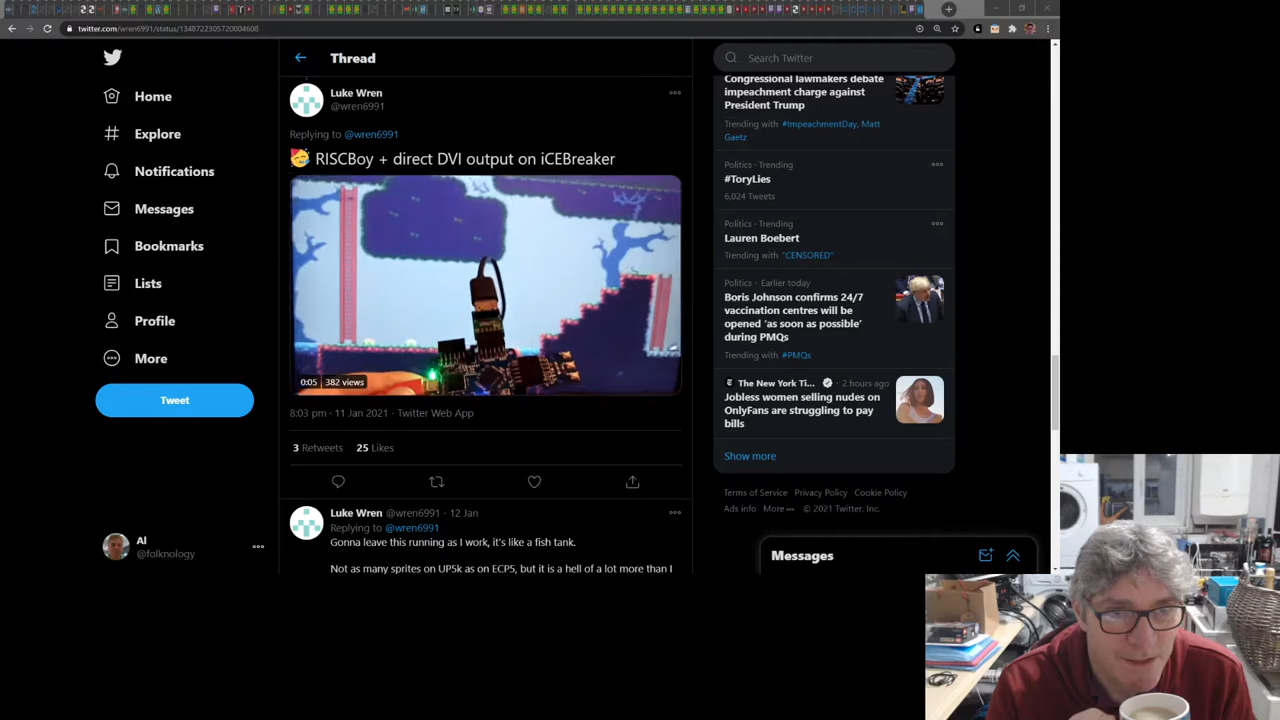 twitter.com/wren6991/status/1348722305720004608
Home
Explore
Notifications
Messages
Bookmarks
Lists
Profile
More
Tweet
Al
@folknology
Thread
Luke Wren
@wren6991
Replying to @wren6991
🥳 RISCBoy + direct DVI output on iCEBreaker
0:05 382 views
8:03 pm · 11 Jan 2021 · Twitter Web App
3 Retweets 25 Likes
Luke Wren @wren6991 · 12 Jan
Replying to @wren6991
Gonna leave this running as I work, it's like a fish tank.
Not as many sprites on UP5k as on ECP5, but it is a hell of a lot more than I
Search Twitter
Congressional lawmakers debate
impeachment charge against
President Trump
Trending with #ImpeachmentDay, Matt
Gaetz
Politics · Trending
#ToryLies
6,024 Tweets
Politics · Trending
Lauren Boebert
Trending with "CENSORED"
Politics · Earlier today
Boris Johnson confirms 24/7
vaccination centres will be
opened ‘as soon as possible’
during PMQs
Trending with #PMQs
The New York Ti... · 2 hours ago
Jobless women selling nudes on
OnlyFans are struggling to pay
bills
Show more
Terms of Service Privacy Policy Cookie Policy
Ads info More··· © 2021 Twitter, Inc.
Messages